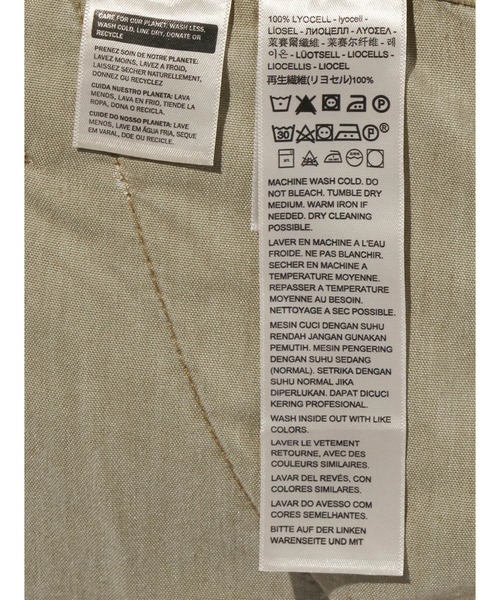 CARE FOR OUR PLANET: WASH LESS,
WASH COLD, LINE DRY, DONATE OR
RECYCLE
PRENEZ SOIN DE NOTRE PLANETE:
LAVEZ MOINS, LAVEZ A FROID,
LAISSEZ SECHER NATURELLEMENT,
DONNEZ OU RECYCLEZ
CUIDA NUESTRO PLANETA: LAVA
MENOS, LAVA EN FRIO, TIENDE LA
ROPA, DONA O RECICLA.
CUIDE DO NOSSO PLANETA: LAVE
MENOS, LAVE EM ÁGUA FRIA, SEQUE
EM VARAL, DOE OU RECICLE.
100% LYOCELL - lyocell -
LIOSEL - ЛИОЦЕЛЛ - ΛΥΟΣΕΛ -
萊賽爾纖維 - 莱赛尔纤维 - 레
이온 - LÜOTSELL - LIOCELLS -
LIOCELLIS - LIOCEL
再生繊維(リヨセル)100%
MACHINE WASH COLD. DO
NOT BLEACH. TUMBLE DRY
MEDIUM. WARM IRON IF
NEEDED. DRY CLEANING
POSSIBLE.
LAVER EN MACHINE A L'EAU
FROIDE. NE PAS BLANCHIR.
SECHER EN MACHINE A
TEMPERATURE MOYENNE.
REPASSER A TEMPERATURE
MOYENNE AU BESOIN.
NETTOYAGE A SEC POSSIBLE.
MESIN CUCI DENGAN SUHU
RENDAH JANGAN GUNAKAN
PEMUTIH. MESIN PENGERING
DENGAN SUHU SEDANG
(NORMAL). SETRIKA DENGAN
SUHU NORMAL JIKA
DIPERLUKAN. DAPAT DICUCI
KERING PROFESIONAL.
WASH INSIDE OUT WITH LIKE
COLORS.
LAVER LE VETEMENT
RETOURNE, AVEC DES
COULEURS SIMILAIRES.
LAVAR DEL REVÉS, CON
COLORES SIMILARES.
LAVAR DO AVESSO COM
CORES SEMELHANTES.
BITTE AUF DER LINKEN
WARENSEITE UND MIT